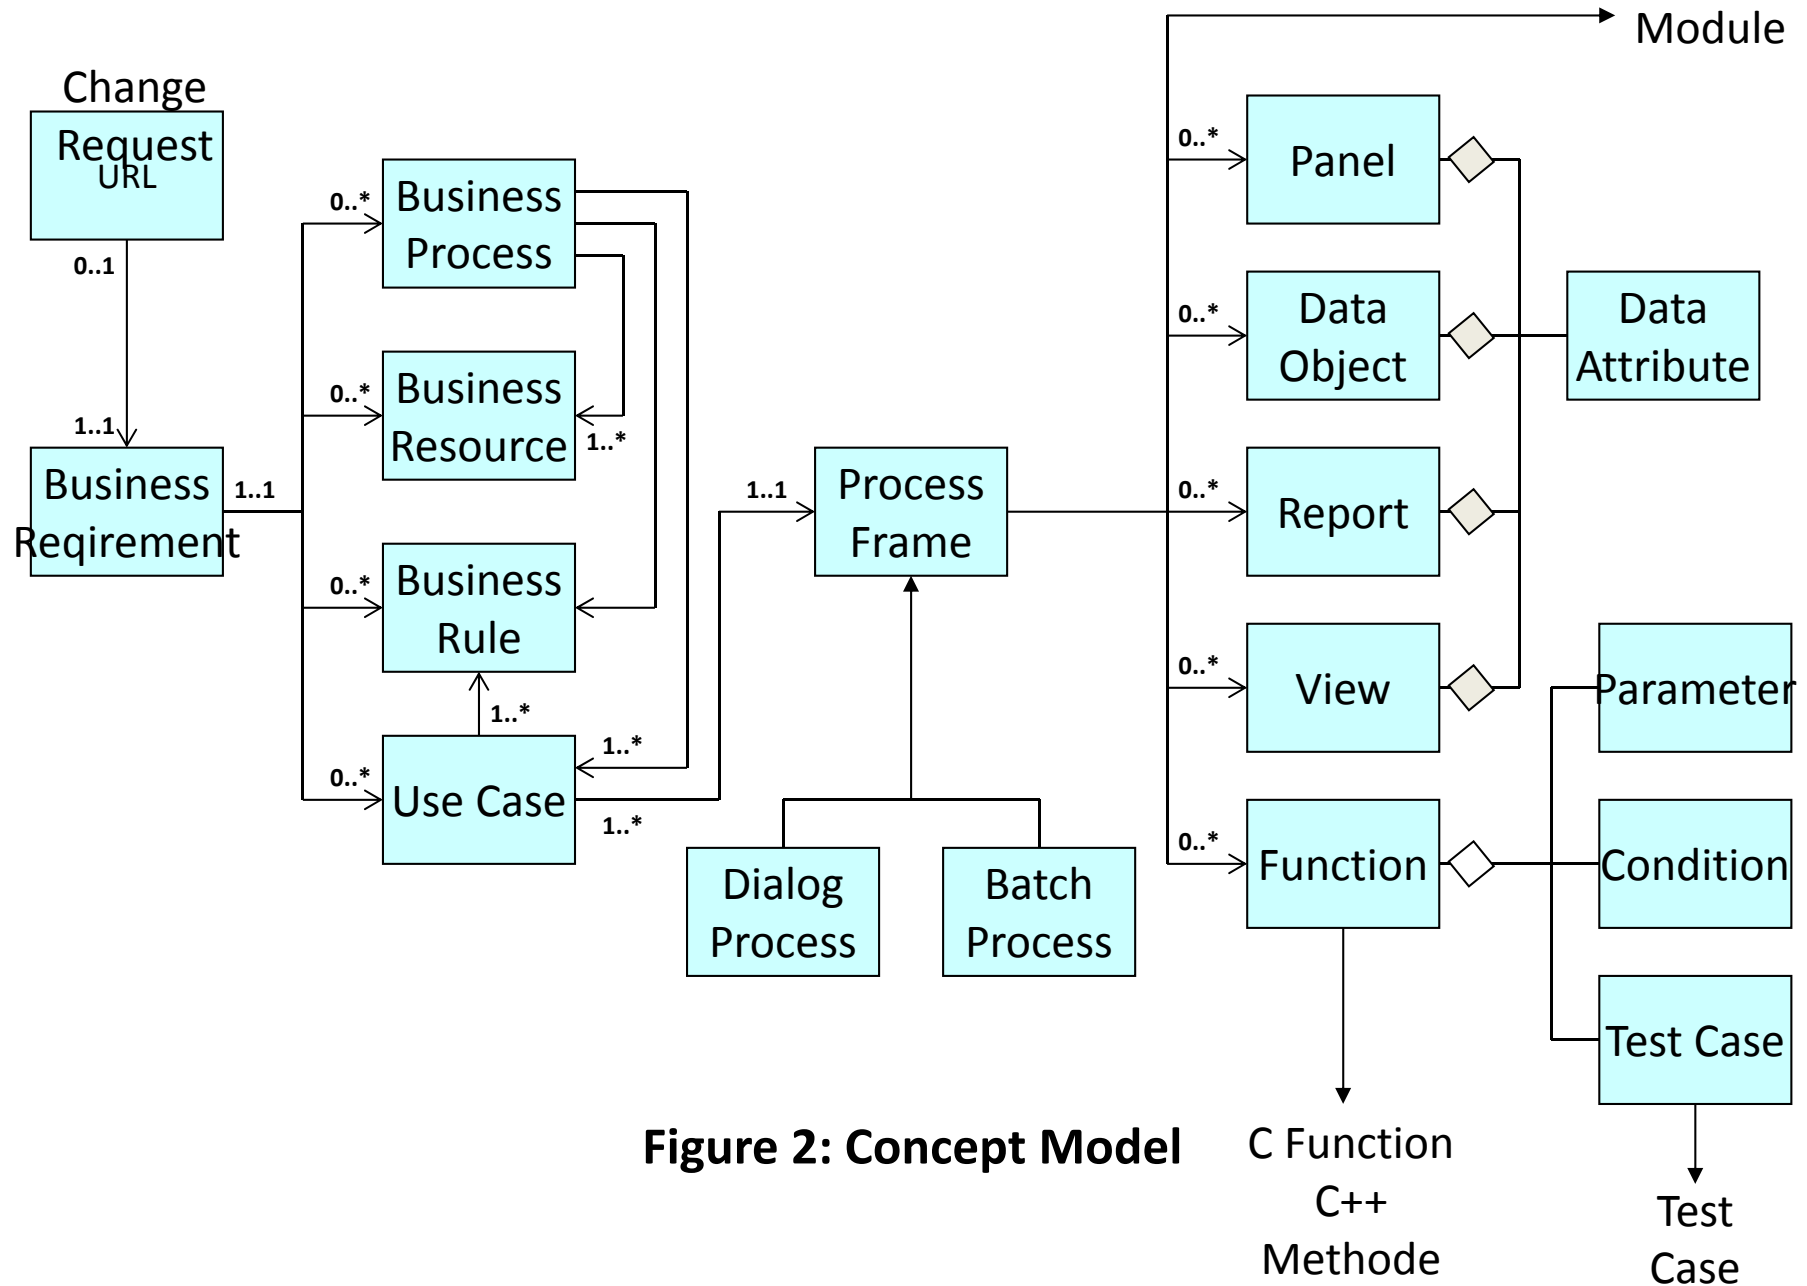 Module
Change
Request
URL
0..1
1..1
Business
Reqirement
1..1
0..*
Business
Process
0..*
Business
Resource
1..*
0..*
Business
Rule
1..*
0..*
Use Case
1..*
1..*
1..1
Process
Frame
Dialog
Process
Batch
Process
0..*
Panel
0..*
Data
Object
Data
Attribute
0..*
Report
0..*
View
0..*
Function
Parameter
Condition
Test Case
C Function
C++
Methode
Test
Case
Figure 2: Concept Model